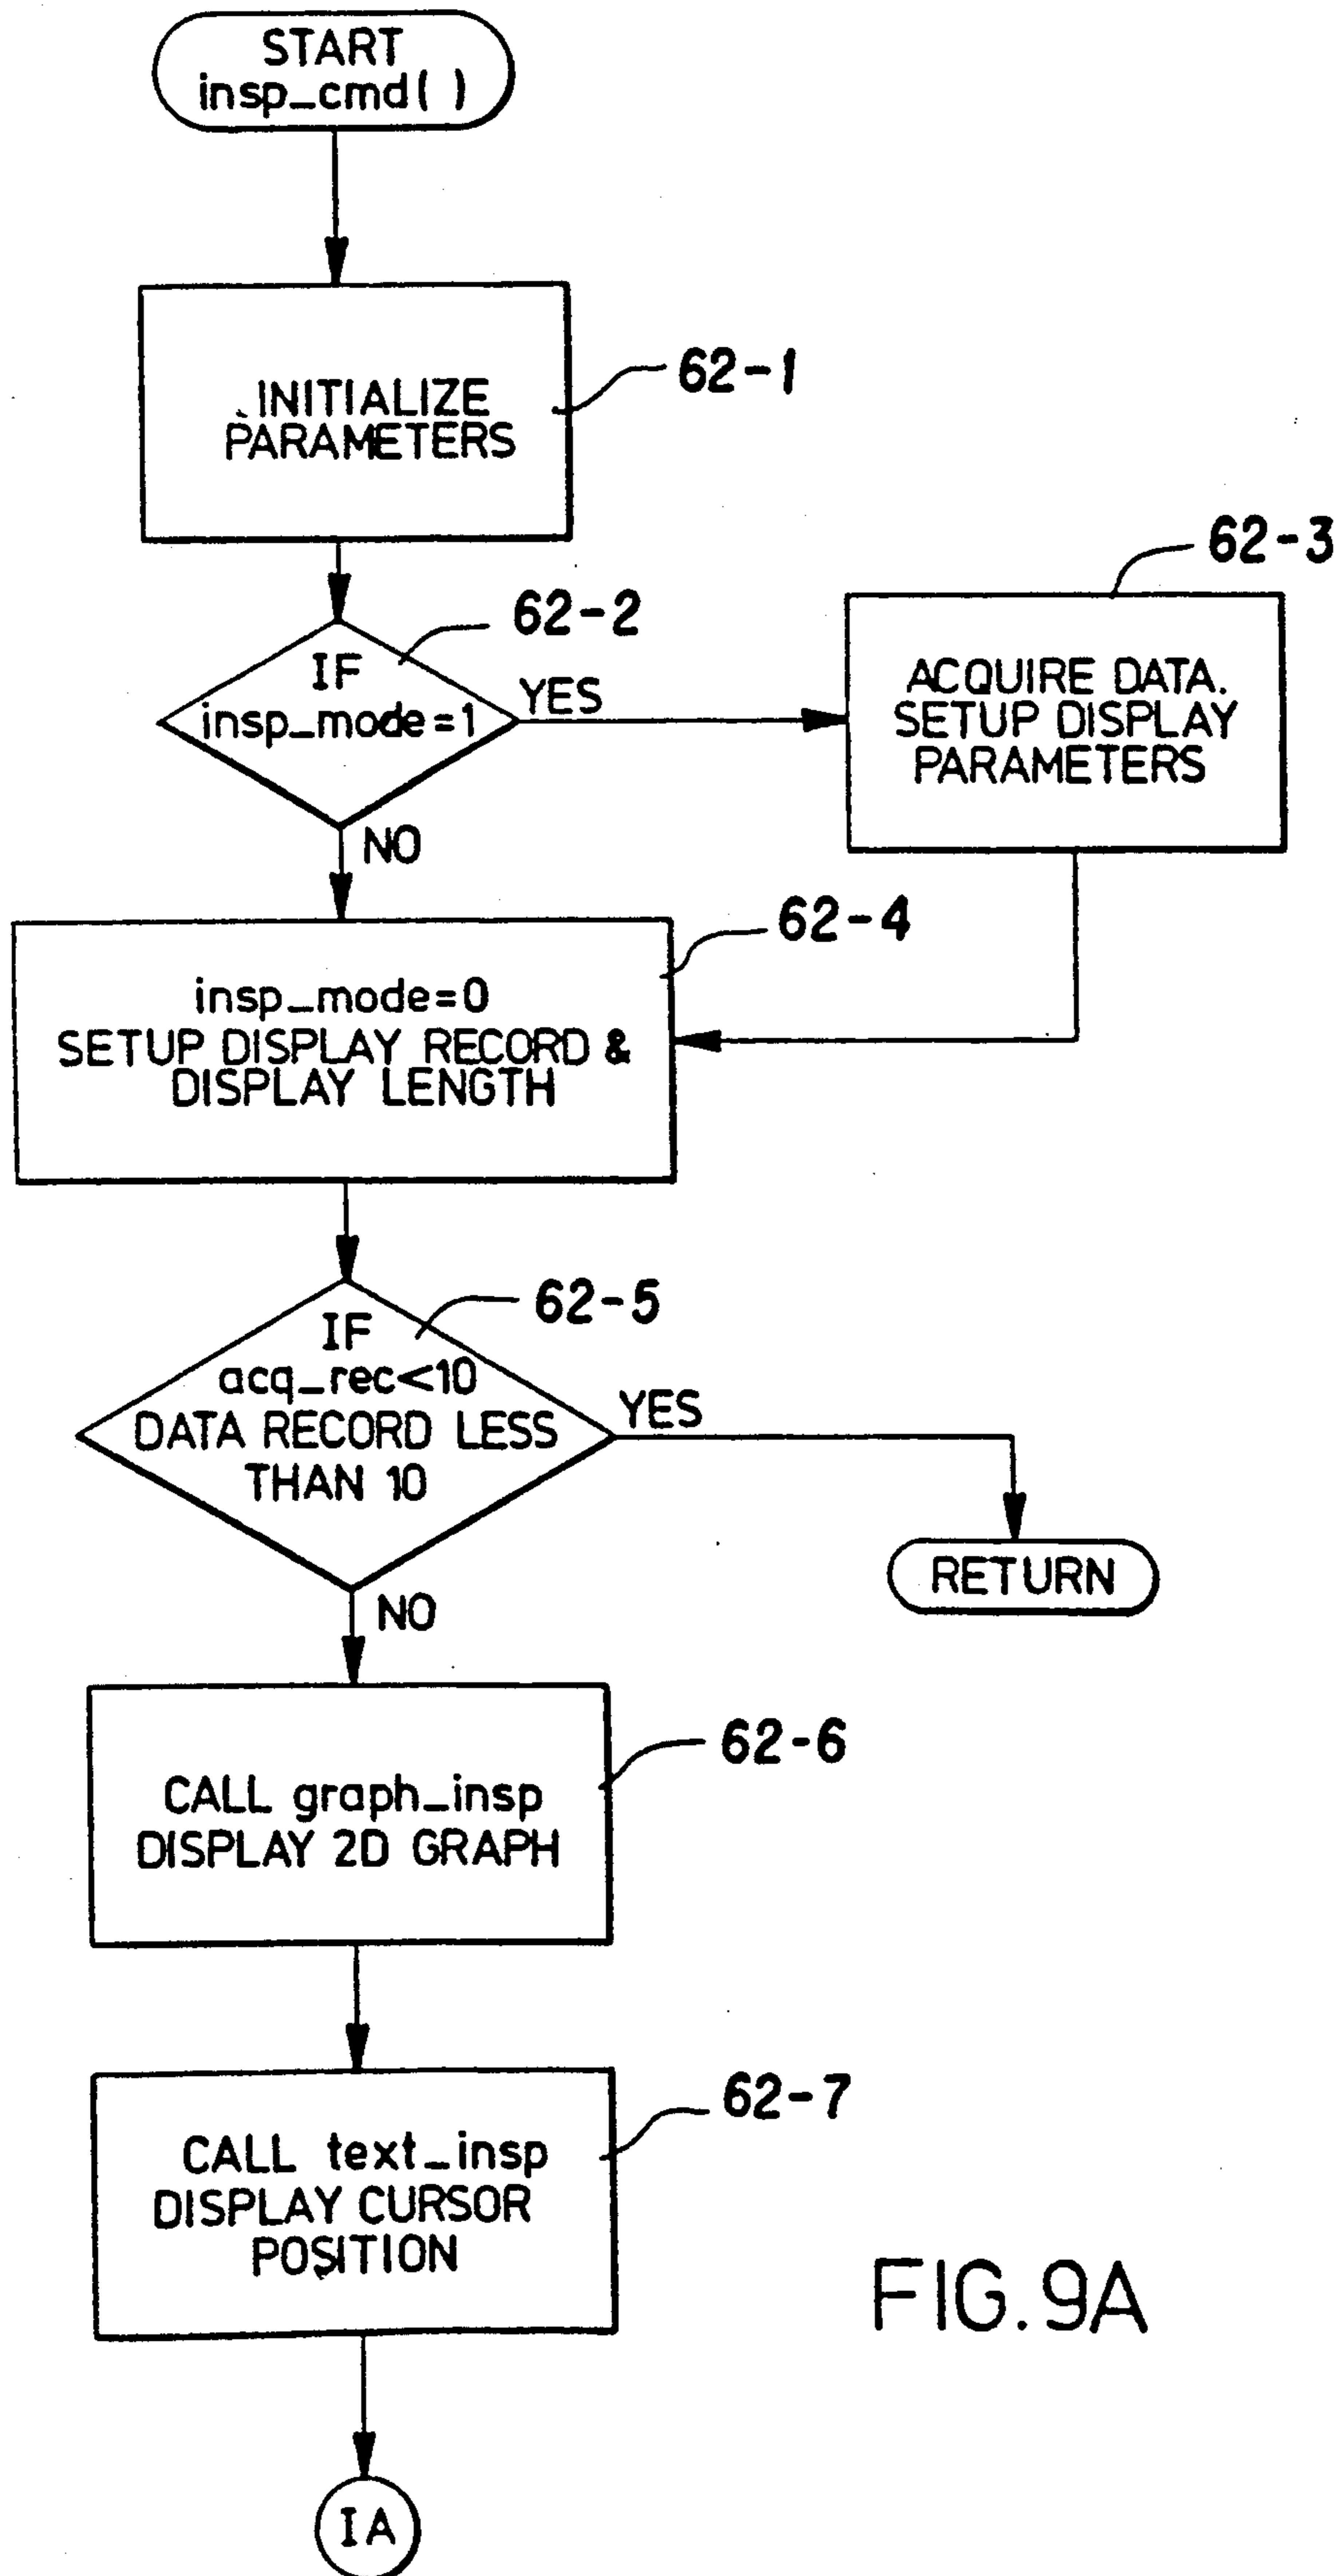 START
insp_cmd( )
INITIALIZE
PARAMETERS
62-1
62-2
IF
insp_mode=1
YES
62-3
ACQUIRE DATA.
SETUP DISPLAY
PARAMETERS
NO
62-4
insp_mode=0
SETUP DISPLAY RECORD &
DISPLAY LENGTH
62-5
IF
acq_rec<10
DATA RECORD LESS
THAN 10
YES
RETURN
NO
62-6
CALL graph_insp
DISPLAY 2D GRAPH
62-7
CALL text_insp
DISPLAY CURSOR
POSITION
FIG. 9A
IA